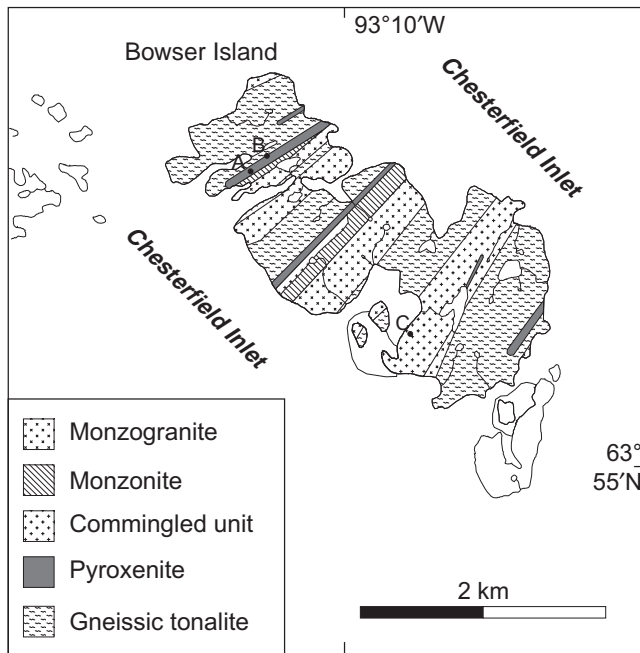 93°10′W
Bowser Island
Chesterfield Inlet
B
A
Chesterfield Inlet
C
Monzogranite
Monzonite
Commingled unit
Pyroxenite
Gneissic tonalite
63°
55′N
2 km